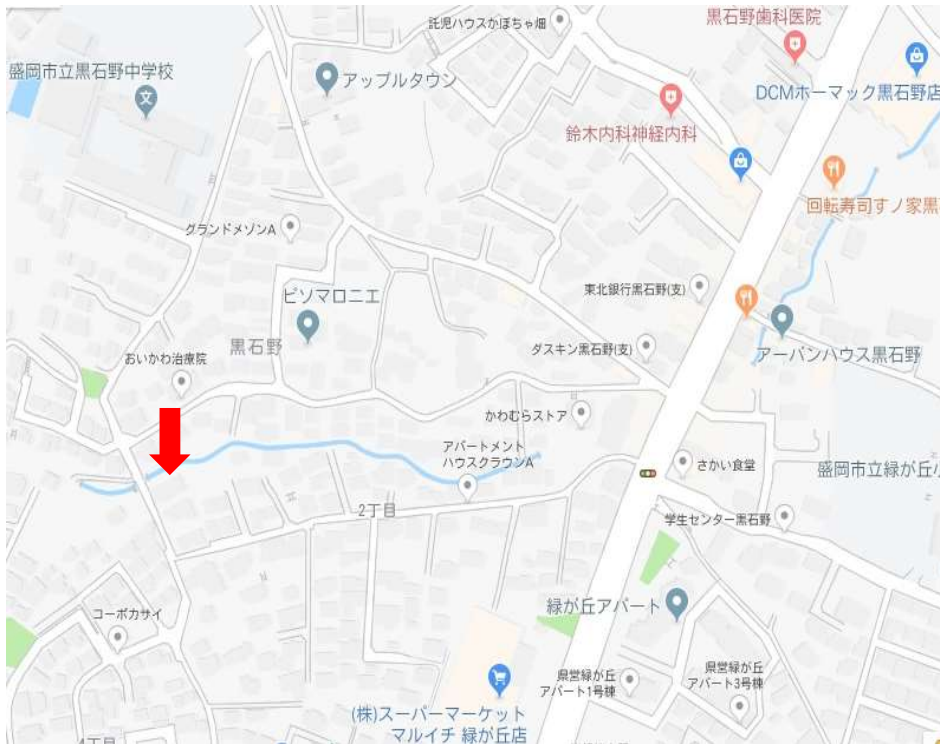 黒石野歯科医院
託児ハウスかぼちゃ畑
盛岡市立黒石野中学校
アップルタウン
DCMホーマック黒石野店
鈴木内科神経内科
回転寿司すノ家黒
グランドメゾンA
東北銀行黒石野(支)
ビソマロニエ
黒石野
ダスキン黒石野(支)
アーバンハウス黒石野
おいかわ治療院
かわむらストア
アパートメント
ハウスクラウンA
さかい食堂
盛岡市立緑が丘小
2丁目
学生センター黒石野
緑が丘アパート
コーポカサイ
県営緑が丘
アパート1号棟
県営緑が丘
アパート3号棟
(株)スーパーマーケット
マルイチ 緑が丘店
4丁目